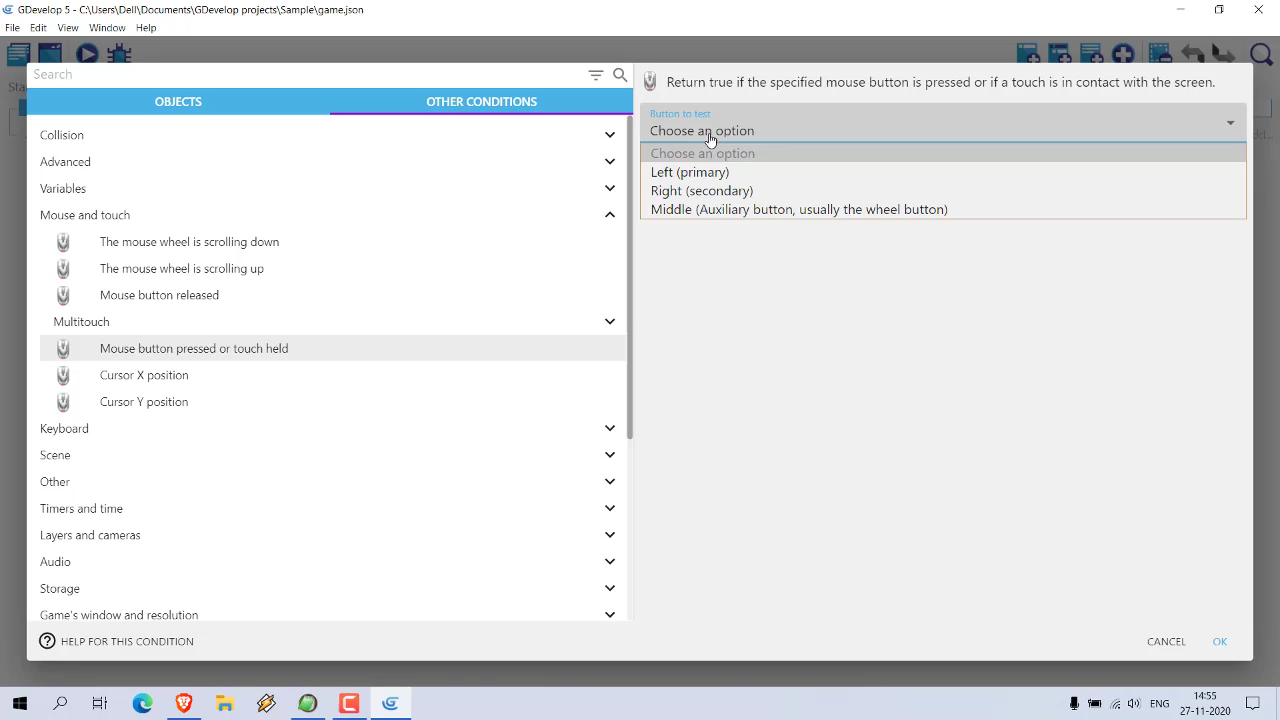 GDevelop 5 - C:\Users\Dell\Documents\GDevelop projects\Sample\game.json
File Edit View Window Help
Search
OBJECTS
OTHER CONDITIONS
Collision
Advanced
Variables
Mouse and touch
The mouse wheel is scrolling down
The mouse wheel is scrolling up
Mouse button released
Multitouch
Mouse button pressed or touch held
Cursor X position
Cursor Y position
Keyboard
Scene
Other
Timers and time
Layers and cameras
Audio
Storage
Game's window and resolution
HELP FOR THIS CONDITION
Return true if the specified mouse button is pressed or if a touch is in contact with the screen.
Button to test
Choose an option
Choose an option
Left (primary)
Right (secondary)
Middle (Auxiliary button, usually the wheel button)
CANCEL OK
ENG
14:55
27-11-2020